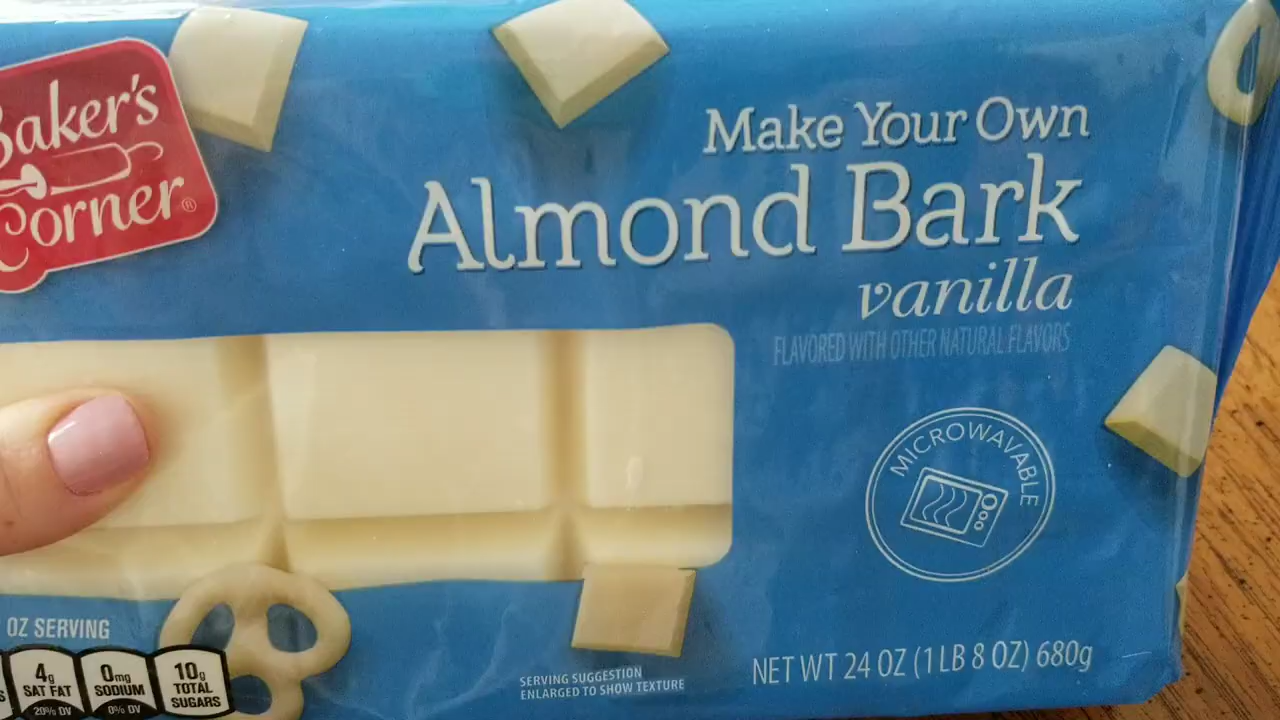 Baker's
Corner®
Make Your Own
Almond Bark
vanilla
FLAVORED WITH OTHER NATURAL FLAVORS
MICROWAVABLE
OZ SERVING
4g
SAT FAT
20% DV
0mg
SODIUM
0% DV
10g
TOTAL
SUGARS
SERVING SUGGESTION
ENLARGED TO SHOW TEXTURE
NET WT 24 OZ (1 LB 8 OZ) 680g